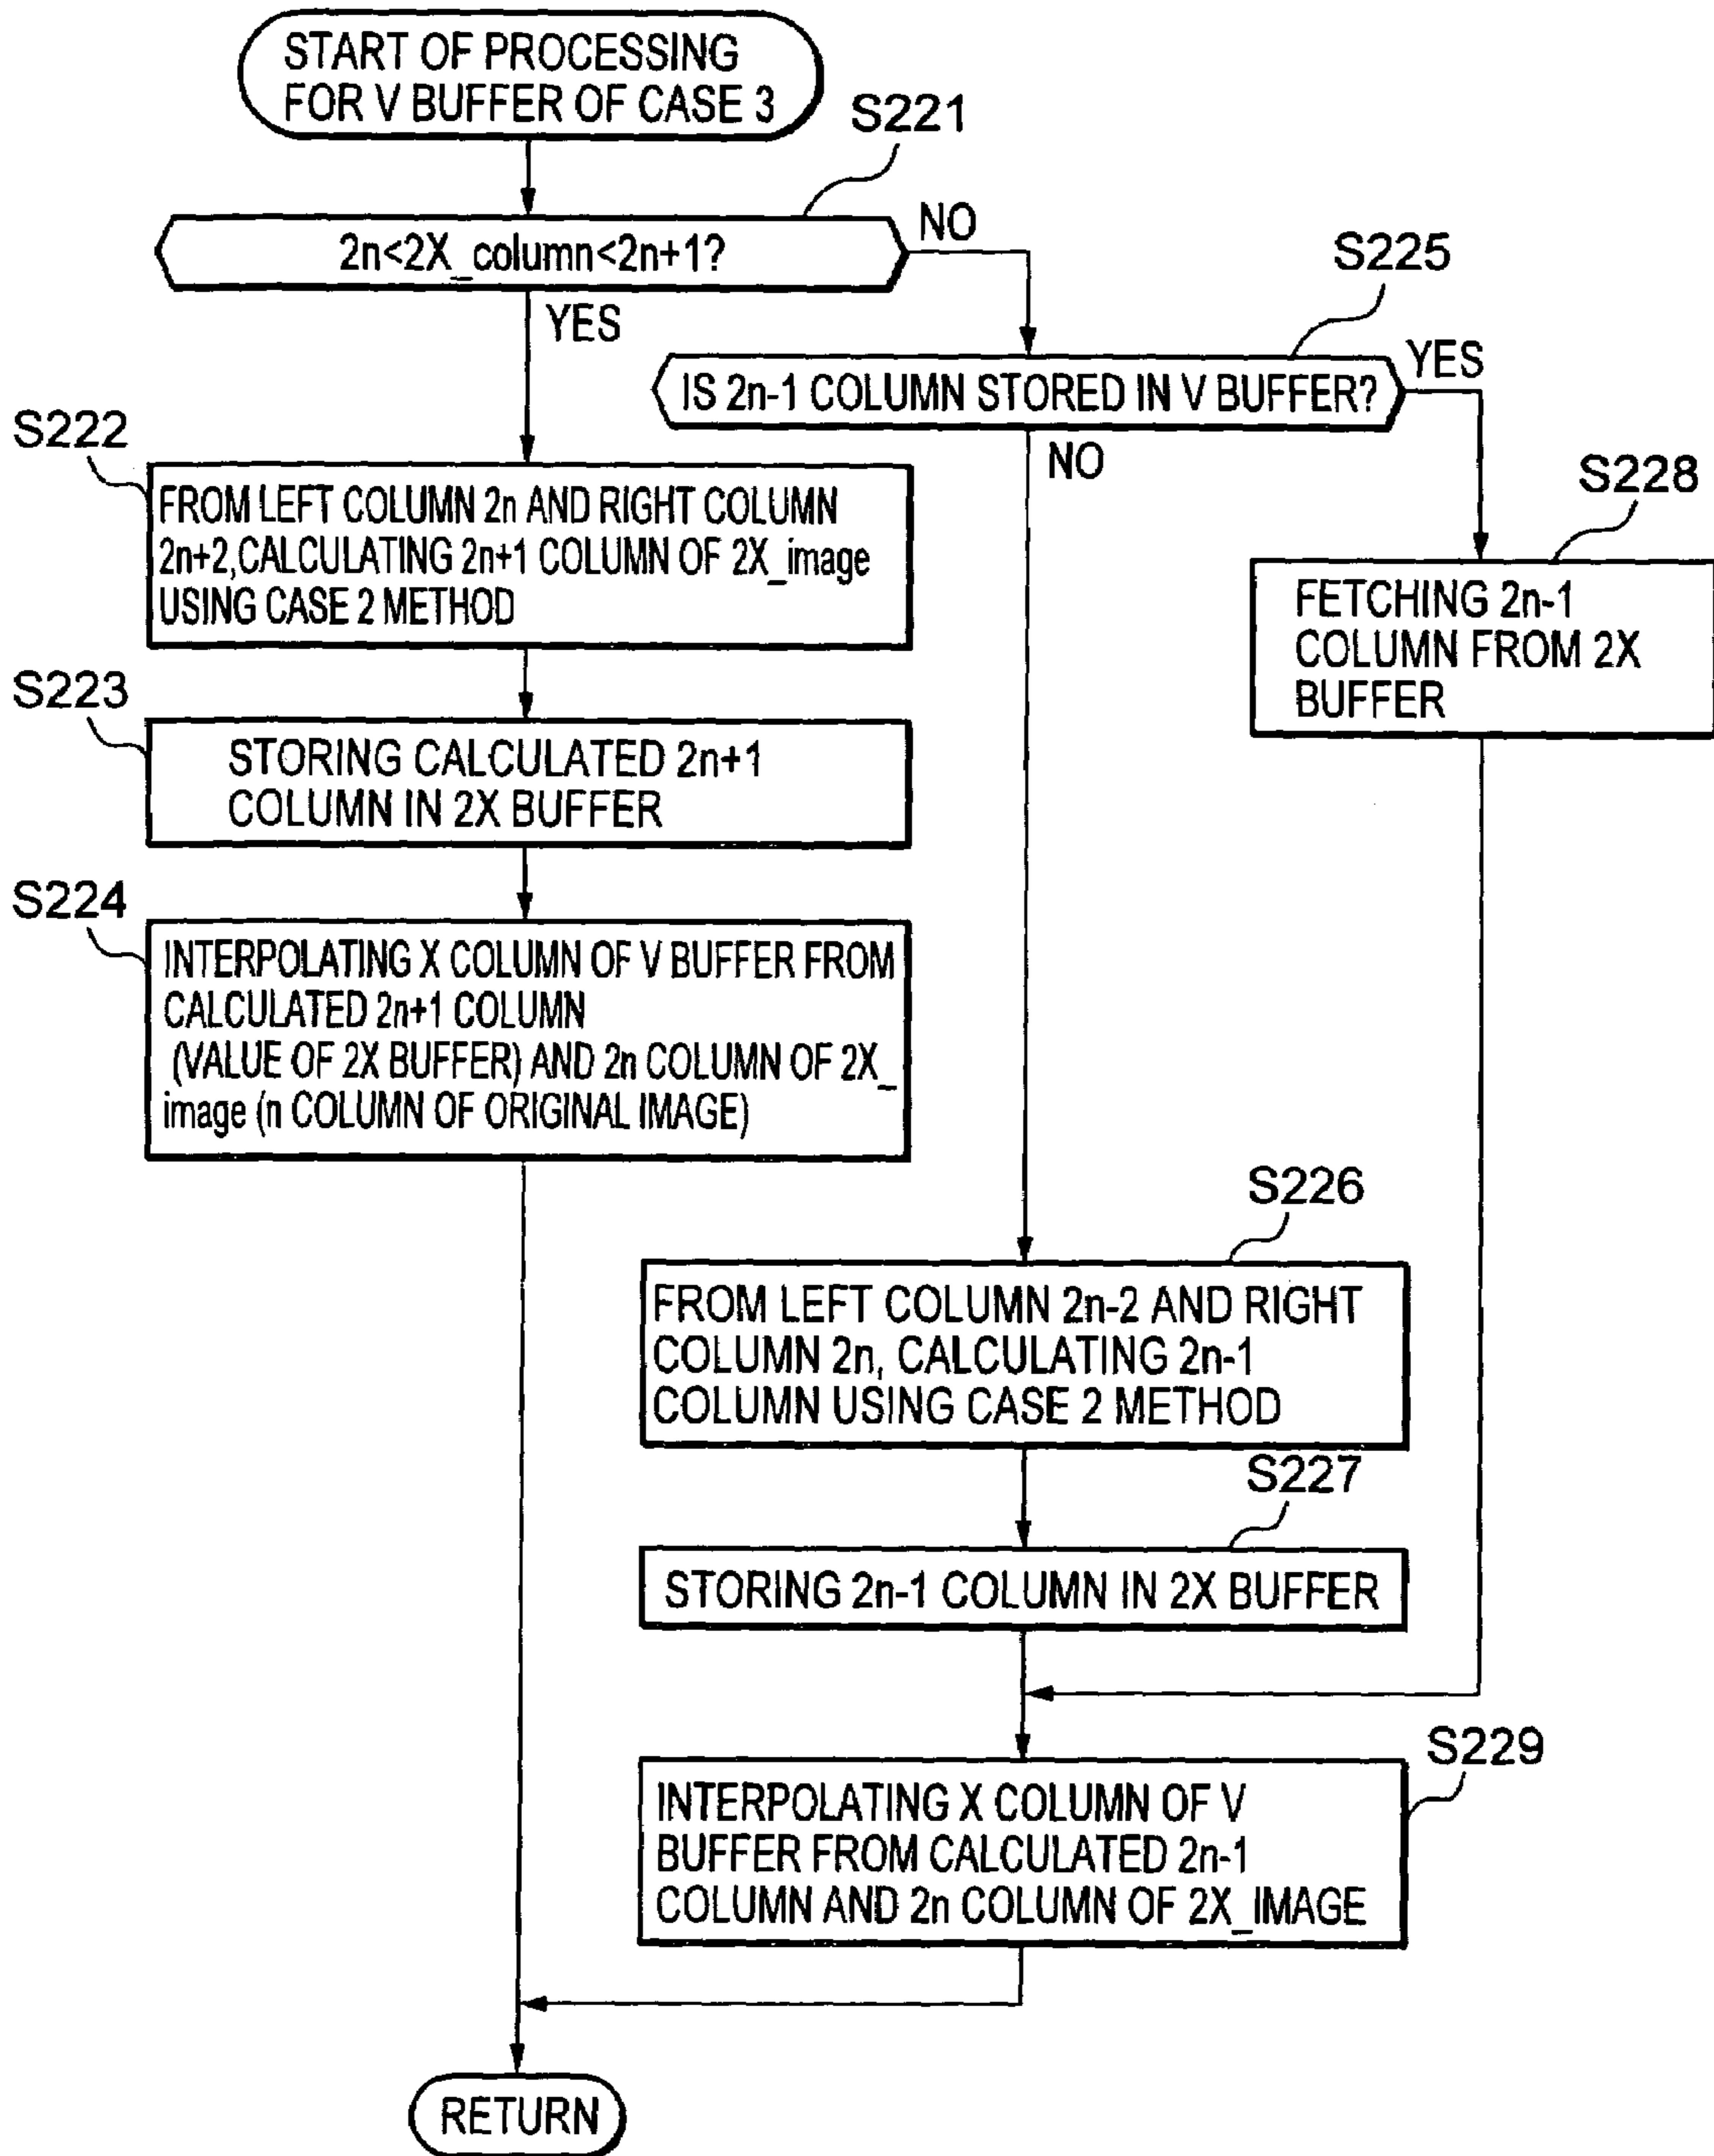 START OF PROCESSING
FOR V BUFFER OF CASE 3
S221
2n<2X_column<2n+1?
NO
YES
S225
IS 2n-1 COLUMN STORED IN V BUFFER?
YES
NO
S222
FROM LEFT COLUMN 2n AND RIGHT COLUMN
2n+2,CALCULATING 2n+1 COLUMN OF 2X_image
USING CASE 2 METHOD
S228
FETCHING 2n-1
COLUMN FROM 2X
BUFFER
S223
STORING CALCULATED 2n+1
COLUMN IN 2X BUFFER
S224
INTERPOLATING X COLUMN OF V BUFFER FROM
CALCULATED 2n+1 COLUMN
(VALUE OF 2X BUFFER) AND 2n COLUMN OF 2X_
image (n COLUMN OF ORIGINAL IMAGE)
S226
FROM LEFT COLUMN 2n-2 AND RIGHT
COLUMN 2n, CALCULATING 2n-1
COLUMN USING CASE 2 METHOD
S227
STORING 2n-1 COLUMN IN 2X BUFFER
S229
INTERPOLATING X COLUMN OF V
BUFFER FROM CALCULATED 2n-1
COLUMN AND 2n COLUMN OF 2X_IMAGE
RETURN